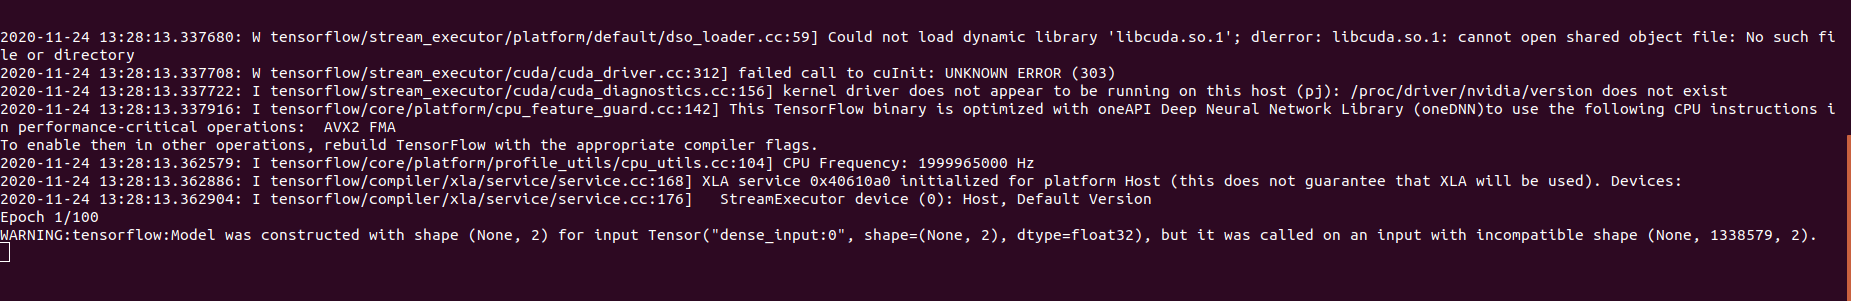 2020-11-24 13:28:13.337680: W tensorflow/stream_executor/platform/default/dso_loader.cc:59] Could not load dynamic library 'libcuda.so.1'; dlerror: libcuda.so.1: cannot open shared object file: No such fi
le or directory
2020-11-24 13:28:13.337708: W tensorflow/stream_executor/cuda/cuda_driver.cc:312] failed call to cuInit: UNKNOWN ERROR (303)
2020-11-24 13:28:13.337722: I tensorflow/stream_executor/cuda/cuda_diagnostics.cc:156] kernel driver does not appear to be running on this host (pj): /proc/driver/nvidia/version does not exist
2020-11-24 13:28:13.337916: I tensorflow/core/platform/cpu_feature_guard.cc:142] This TensorFlow binary is optimized with oneAPI Deep Neural Network Library (oneDNN)to use the following CPU instructions i
n performance-critical operations:  AVX2 FMA
To enable them in other operations, rebuild TensorFlow with the appropriate compiler flags.
2020-11-24 13:28:13.362579: I tensorflow/core/platform/profile_utils/cpu_utils.cc:104] CPU Frequency: 1999965000 Hz
2020-11-24 13:28:13.362886: I tensorflow/compiler/xla/service/service.cc:168] XLA service 0x40610a0 initialized for platform Host (this does not guarantee that XLA will be used). Devices:
2020-11-24 13:28:13.362904: I tensorflow/compiler/xla/service/service.cc:176]   StreamExecutor device (0): Host, Default Version
Epoch 1/100
WARNING:tensorflow:Model was constructed with shape (None, 2) for input Tensor("dense_input:0", shape=(None, 2), dtype=float32), but it was called on an input with incompatible shape (None, 1338579, 2).